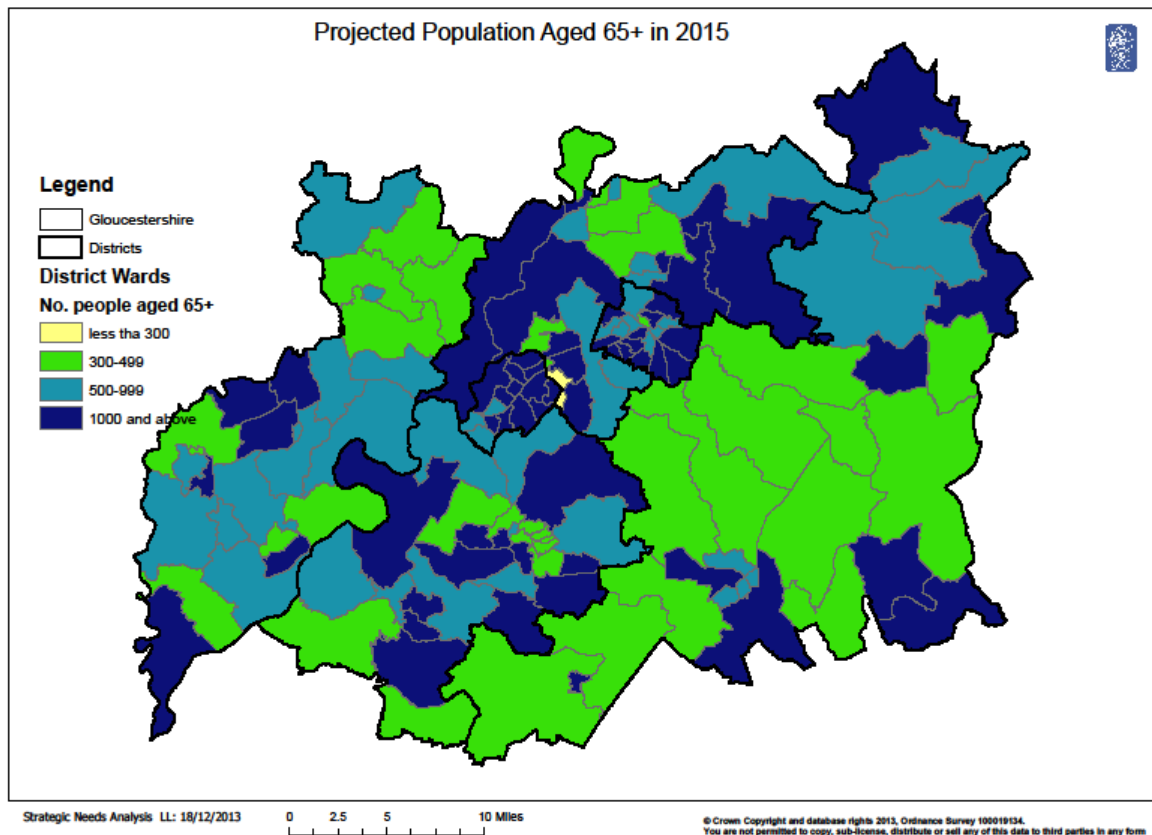 Projected Population Aged 65+ in 2015
Legend
Gloucestershire
Districts
District Wards
No. people aged 65+
less tha 300
300-499
500-999
1000 and above
Strategic Needs Analysis LL: 18/12/2013
0 2.5 5 10 Miles
© Crown Copyright and database rights 2013, Ordnance Survey 100019134.
You are not permitted to copy, sub-license, distribute or sell any of this data to third parties in any form